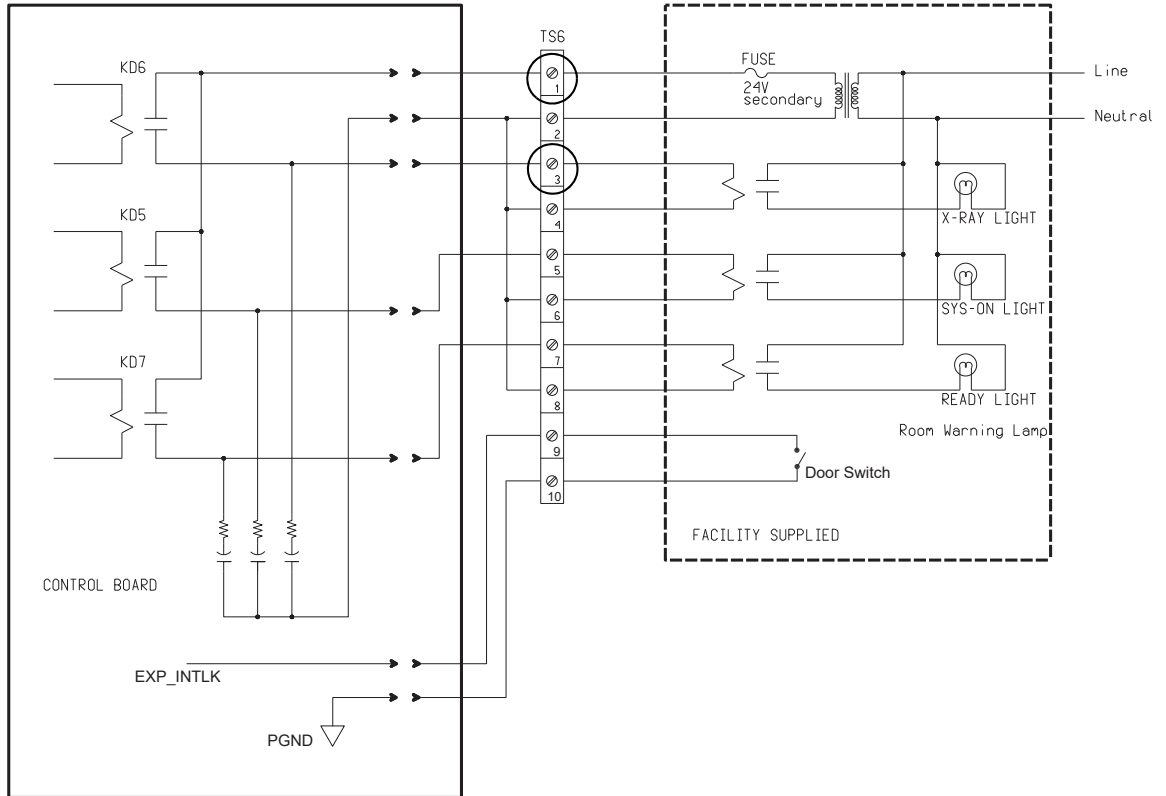 TS6
KD6
FUSE
24V
secondary
Line
1
2
Neutral
3
4
X-RAY LIGHT
KD5
5
6
SYS-ON LIGHT
7
KD7
8
READY LIGHT
Room Warning Lamp
9
Door Switch
10
FACILITY SUPPLIED
CONTROL BOARD
EXP_INTLK
PGND